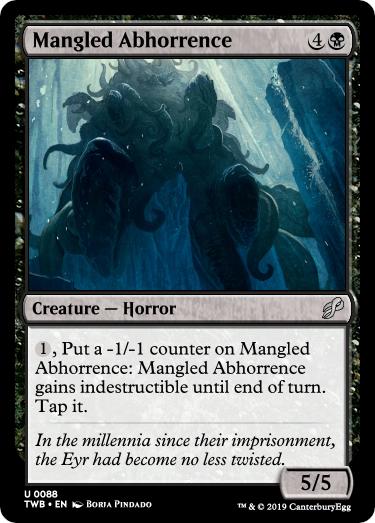 Mangled Abhorrence 4
Creature — Horror
1, Put a -1/-1 counter on Mangled
Abhorrence: Mangled Abhorrence
gains indestructible until end of turn.
Tap it.
In the millennia since their imprisonment,
the Eyr had become no less twisted.
5/5
U 0088
TWB • EN Borja Pindado
™ & © 2019 CanterburyEgg